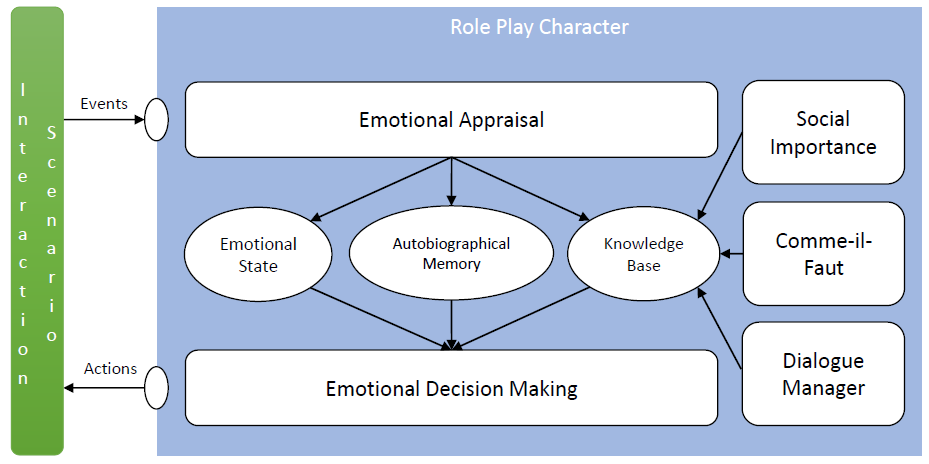 Role Play Character
Interaction
Scenario
Events
Emotional Appraisal
Social
Importance
Emotional
State
Autobiographical
Memory
Knowledge
Base
Comme-il-
Faut
Actions
Emotional Decision Making
Dialogue
Manager